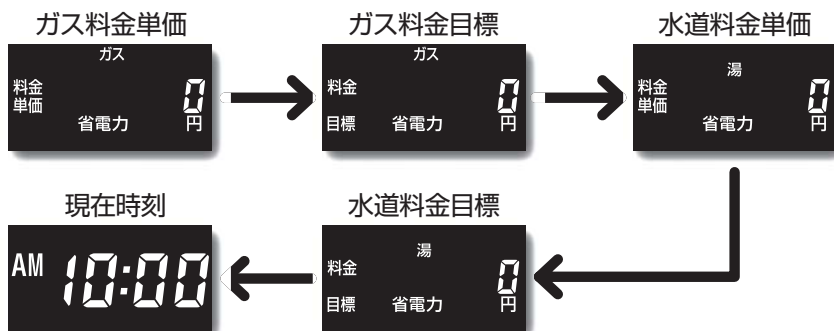 ガス料金単価
ガス
料金
単価
0
省電力
円
ガス料金目標
ガス
料金
0
目標
省電力
円
水道料金単価
湯
料金
単価
0
省電力
円
水道料金目標
湯
料金
0
目標
省電力
円
現在時刻
AM 10:00